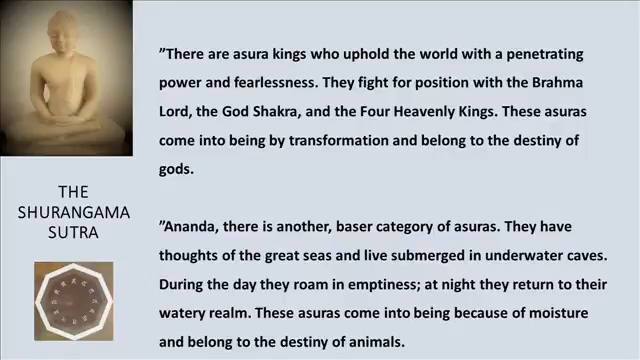 ”There are asura kings who uphold the world with a penetrating
power and fearlessness. They fight for position with the Brahma
Lord, the God Shakra, and the Four Heavenly Kings. These asuras
come into being by transformation and belong to the destiny of
gods.
”Ananda, there is another, baser category of asuras. They have
thoughts of the great seas and live submerged in underwater caves.
During the day they roam in emptiness; at night they return to their
watery realm. These asuras come into being because of moisture
and belong to the destiny of animals.
THE
SHURANGAMA
SUTRA